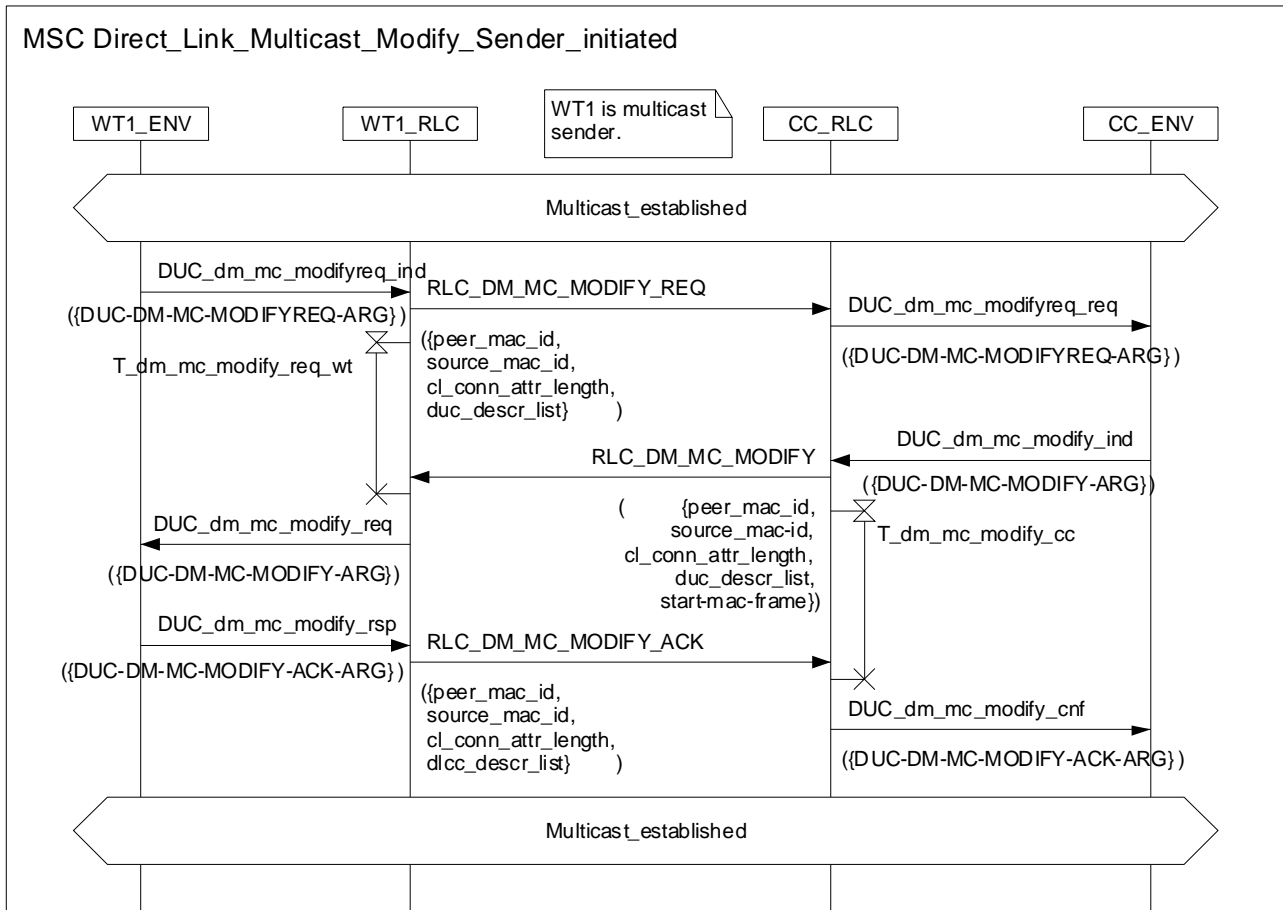 MSC Direct_Link_Multicast_Modify_Sender_initiated
WT1 is multicast
sender.
WT1_ENV
WT1_RLC
CC_RLC
CC_ENV
Multicast_established
DUC_dm_mc_modifyreq_ind
({DUC-DM-MC-MODIFYREQ-ARG})
RLC_DM_MC_MODIFY_REQ
({peer_mac_id,
source_mac_id,
cl_conn_attr_length,
duc_descr_list} )
DUC_dm_mc_modifyreq_req
({DUC-DM-MC-MODIFYREQ-ARG})
T_dm_mc_modify_req_wt
DUC_dm_mc_modify_ind
({DUC-DM-MC-MODIFY-ARG})
RLC_DM_MC_MODIFY
( {peer_mac_id,
source_mac-id,
cl_conn_attr_length,
duc_descr_list,
start-mac-frame})
T_dm_mc_modify_cc
DUC_dm_mc_modify_req
({DUC-DM-MC-MODIFY-ARG})
DUC_dm_mc_modify_rsp
({DUC-DM-MC-MODIFY-ACK-ARG})
RLC_DM_MC_MODIFY_ACK
({peer_mac_id,
source_mac_id,
cl_conn_attr_length,
dlcc_descr_list} )
DUC_dm_mc_modify_cnf
({DUC-DM-MC-MODIFY-ACK-ARG})
Multicast_established